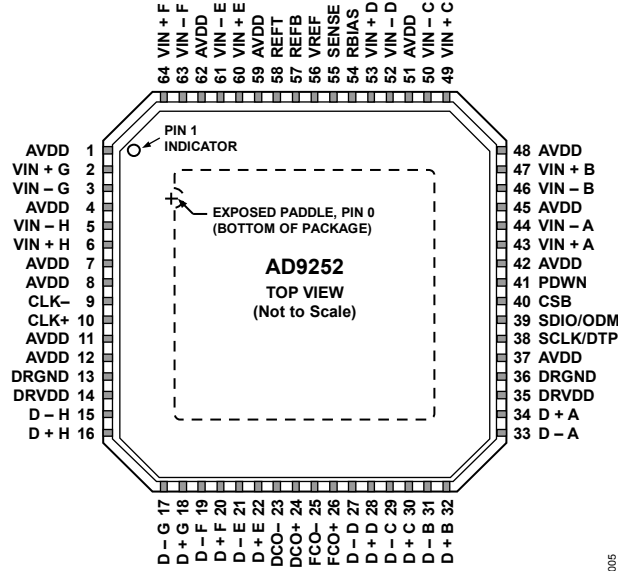 64 VIN + F
63 VIN – F
62 AVDD
61 VIN – E
60 VIN + E
59 AVDD
58 REFT
57 REFB
56 VREF
55 SENSE
54 RBIAS
53 VIN + D
52 VIN – D
51 AVDD
50 VIN – C
49 VIN + C
AVDD 1
VIN + G 2
VIN – G 3
AVDD 4
VIN – H 5
VIN + H 6
AVDD 7
AVDD 8
CLK– 9
CLK+ 10
AVDD 11
AVDD 12
DRGND 13
DRVDD 14
D – H 15
D + H 16
PIN 1
INDICATOR
EXPOSED PADDLE, PIN 0
(BOTTOM OF PACKAGE)
AD9252
TOP VIEW
(Not to Scale)
48 AVDD
47 VIN + B
46 VIN – B
45 AVDD
44 VIN – A
43 VIN + A
42 AVDD
41 PDWN
40 CSB
39 SDIO/ODM
38 SCLK/DTP
37 AVDD
36 DRGND
35 DRVDD
34 D + A
33 D – A
D – G 17
D + G 18
D – F 19
D + F 20
D – E 21
D + E 22
DCO– 23
DCO+ 24
FCO– 25
FCO+ 26
D – D 27
D + D 28
D – C 29
D + C 30
D – B 31
D + B 32
005